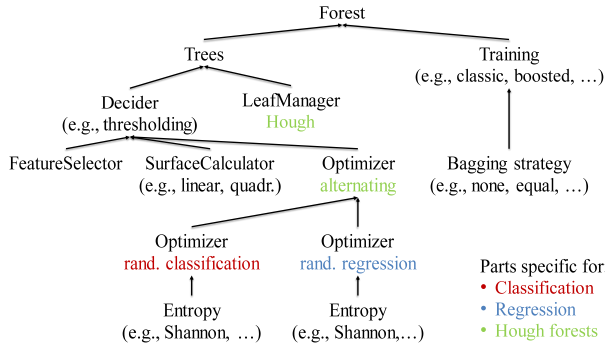 Forest
Trees
Training
(e.g., classic, boosted, …)
Decider
(e.g., thresholding)
LeafManager
Hough
FeatureSelector
SurfaceCalculator
(e.g., linear, quadr.)
Optimizer
alternating
Bagging strategy
(e.g., none, equal, …)
Optimizer
rand. classification
Optimizer
rand. regression
Entropy
(e.g., Shannon, …)
Entropy
(e.g., Shannon,…)
Parts specific for
• Classification
• Regression
• Hough forests